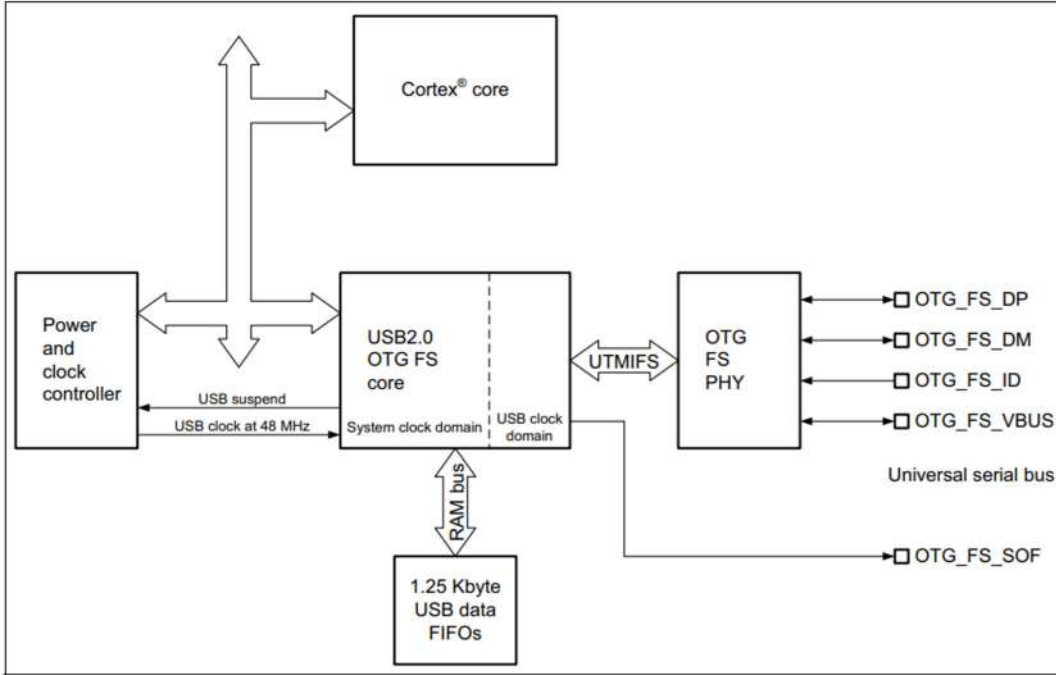 Cortex® core
Power
and
clock
controller
USB2.0
OTG FS
core
USB suspend
USB clock at 48 MHz
System clock domain
USB clock
domain
UTMIFS
OTG
FS
PHY
OTG_FS_DP
OTG_FS_DM
OTG_FS_ID
OTG_FS_VBUS
Universal serial bus
OTG_FS_SOF
RAM bus
1.25 Kbyte
USB data
FIFOs